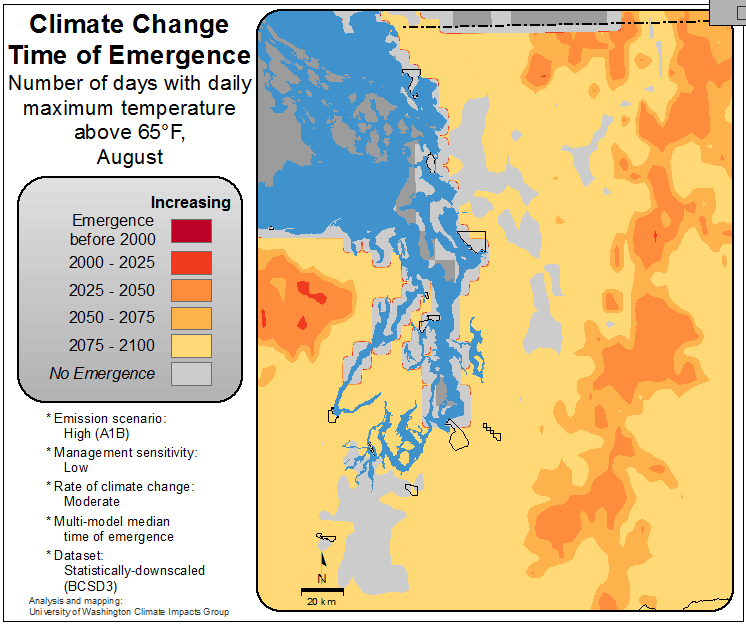 Climate Change
Time of Emergence
Number of days with daily
maximum temperature
above 65°F,
August
Increasing
Emergence
before 2000
2000 - 2025
2025 - 2050
2050 - 2075
2075 - 2100
No Emergence
* Emission scenario:
High (A1B)
* Management sensitivity:
Low
* Rate of climate change:
Moderate
* Multi-model median
time of emergence
* Dataset:
Statistically-downscaled
(BCSD3)
Analysis and mapping:
University of Washington Climate Impacts Group
N
20 km